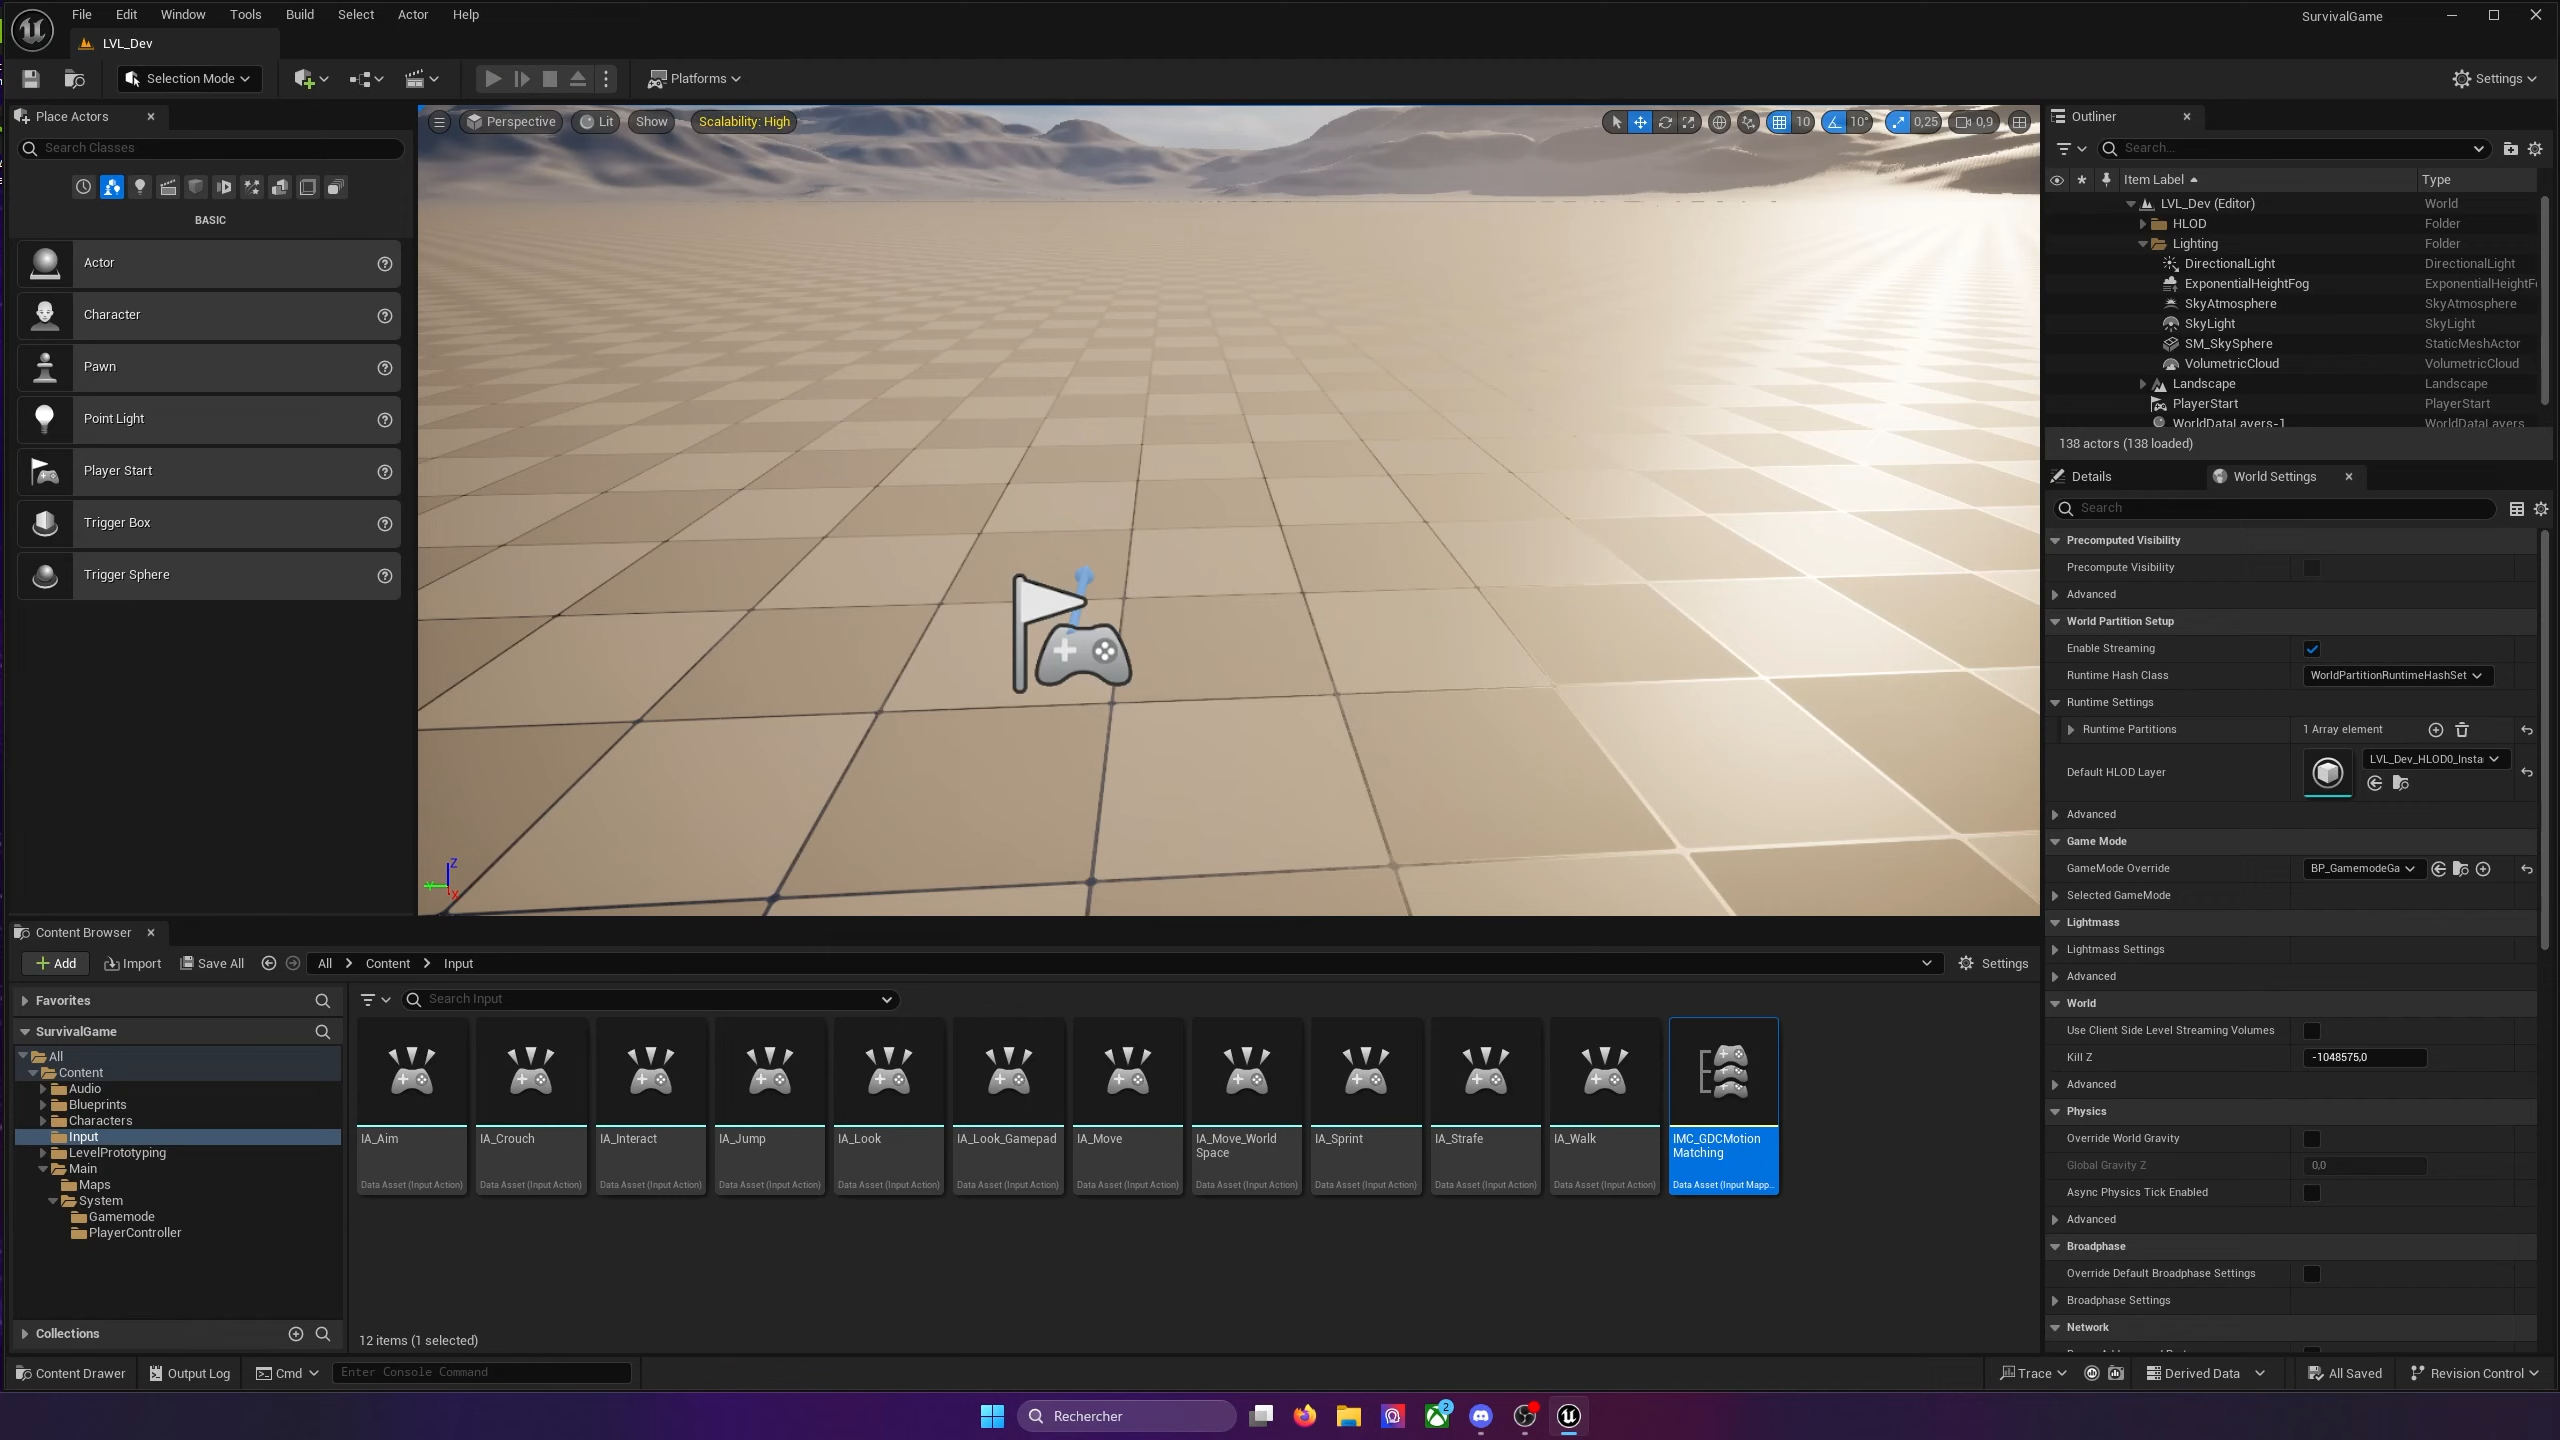 File Edit Window Tools Build Select Actor Help
SurvivalGame
LVL_Dev
Selection Mode
Platforms
Settings
Place Actors
Search Classes
BASIC
Actor
Character
Pawn
Point Light
Player Start
Trigger Box
Trigger Sphere
Perspective
Lit
Show
Scalability: High
10
10°
0,25
0,9
Z
Y
X
Outliner
Search...
Item Label Type
LVL_Dev (Editor) World
HLOD Folder
Lighting Folder
DirectionalLight DirectionalLight
ExponentialHeightFog ExponentialHeightF
SkyAtmosphere SkyAtmosphere
SkyLight SkyLight
SM_SkySphere StaticMeshActor
VolumetricCloud VolumetricCloud
Landscape Landscape
PlayerStart PlayerStart
WorldDataLayers-1 WorldDataLayers
138 actors (138 loaded)
Details
World Settings
Search
Precomputed Visibility
Precompute Visibility
Advanced
World Partition Setup
Enable Streaming
Runtime Hash Class WorldPartitionRuntimeHashSet
Runtime Settings
Runtime Partitions 1 Array element
Default HLOD Layer LVL_Dev_HLOD0_Insta
Advanced
Game Mode
GameMode Override BP_GamemodeGa
Selected GameMode
Lightmass
Lightmass Settings
Advanced
World
Use Client Side Level Streaming Volumes
Kill Z -1048575,0
Advanced
Physics
Override World Gravity
Global Gravity Z 0,0
Async Physics Tick Enabled
Advanced
Broadphase
Override Default Broadphase Settings
Broadphase Settings
Network
Content Browser
Add Import Save All All Content Input Settings
Favorites
SurvivalGame
All
Content
Audio
Blueprints
Characters
Input
LevelPrototyping
Main
Maps
System
Gamemode
PlayerController
Collections
Search Input
IA_Aim
Data Asset (Input Action)
IA_Crouch
Data Asset (Input Action)
IA_Interact
Data Asset (Input Action)
IA_Jump
Data Asset (Input Action)
IA_Look
Data Asset (Input Action)
IA_Look_Gamepad
Data Asset (Input Action)
IA_Move
Data Asset (Input Action)
IA_Move_World
Space
Data Asset (Input Action)
IA_Sprint
Data Asset (Input Action)
IA_Strafe
Data Asset (Input Action)
IA_Walk
Data Asset (Input Action)
IMC_GDCMotion
Matching
Data Asset (Input Mapp...
12 items (1 selected)
Content Drawer
Output Log
Cmd
Enter Console Command
Trace
Derived Data
All Saved
Revision Control
Rechercher
2